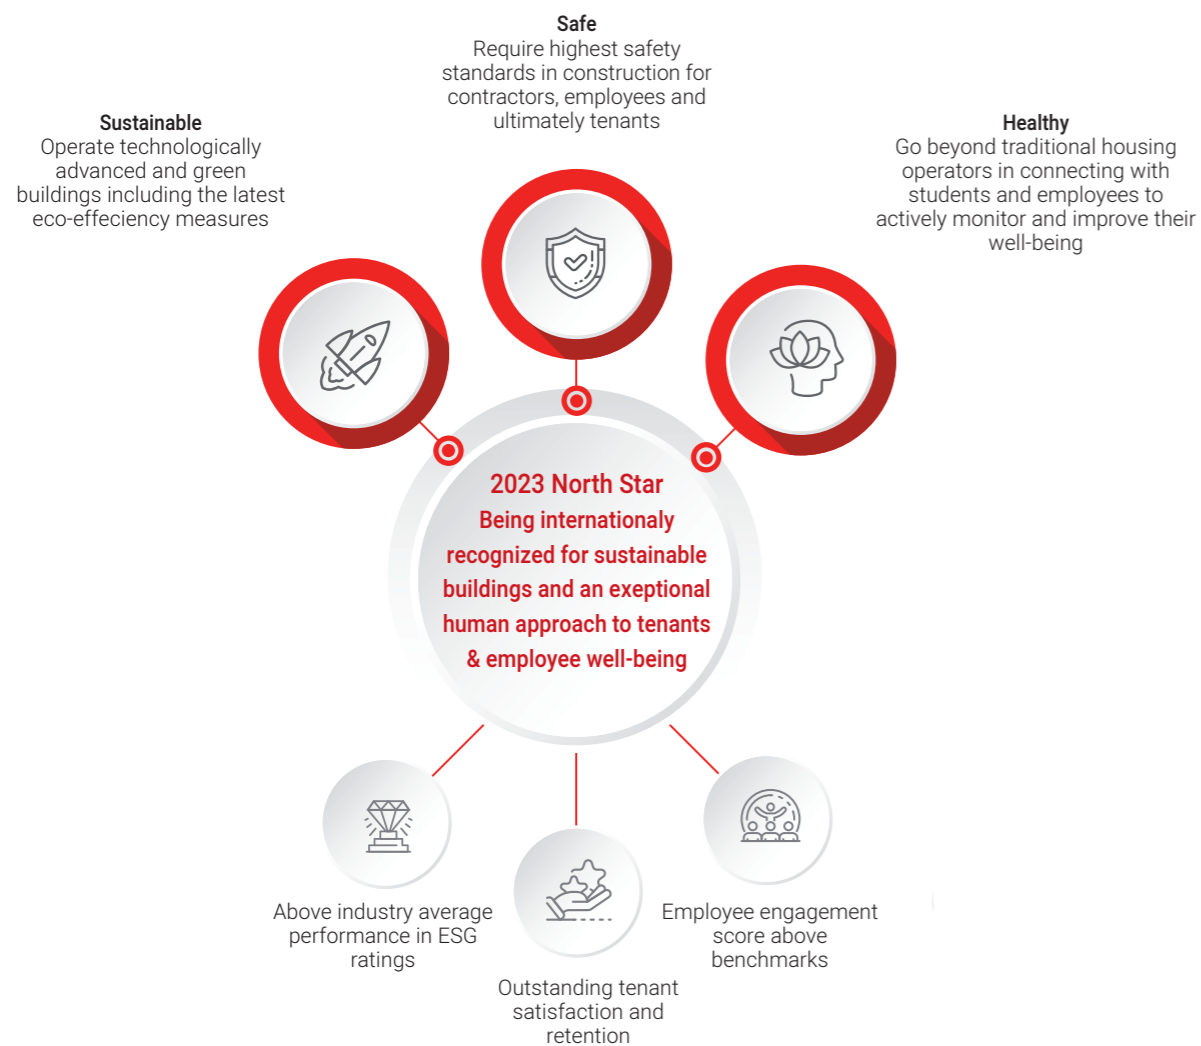 Safe
Require highest safety
standards in construction for
contractors, employees and
ultimately tenants
Sustainable
Operate technologically
advanced and green
buildings including the latest
eco-effeciency measures
Healthy
Go beyond traditional housing
operators in connecting with
students and employees to
actively monitor and improve their
well-being
2023 North Star
Being internationaly
recognized for sustainable
buildings and an exeptional
human approach to tenants
& employee well-being
Above industry average
performance in ESG
ratings
Outstanding tenant
satisfaction and
retention
Employee engagement
score above
benchmarks